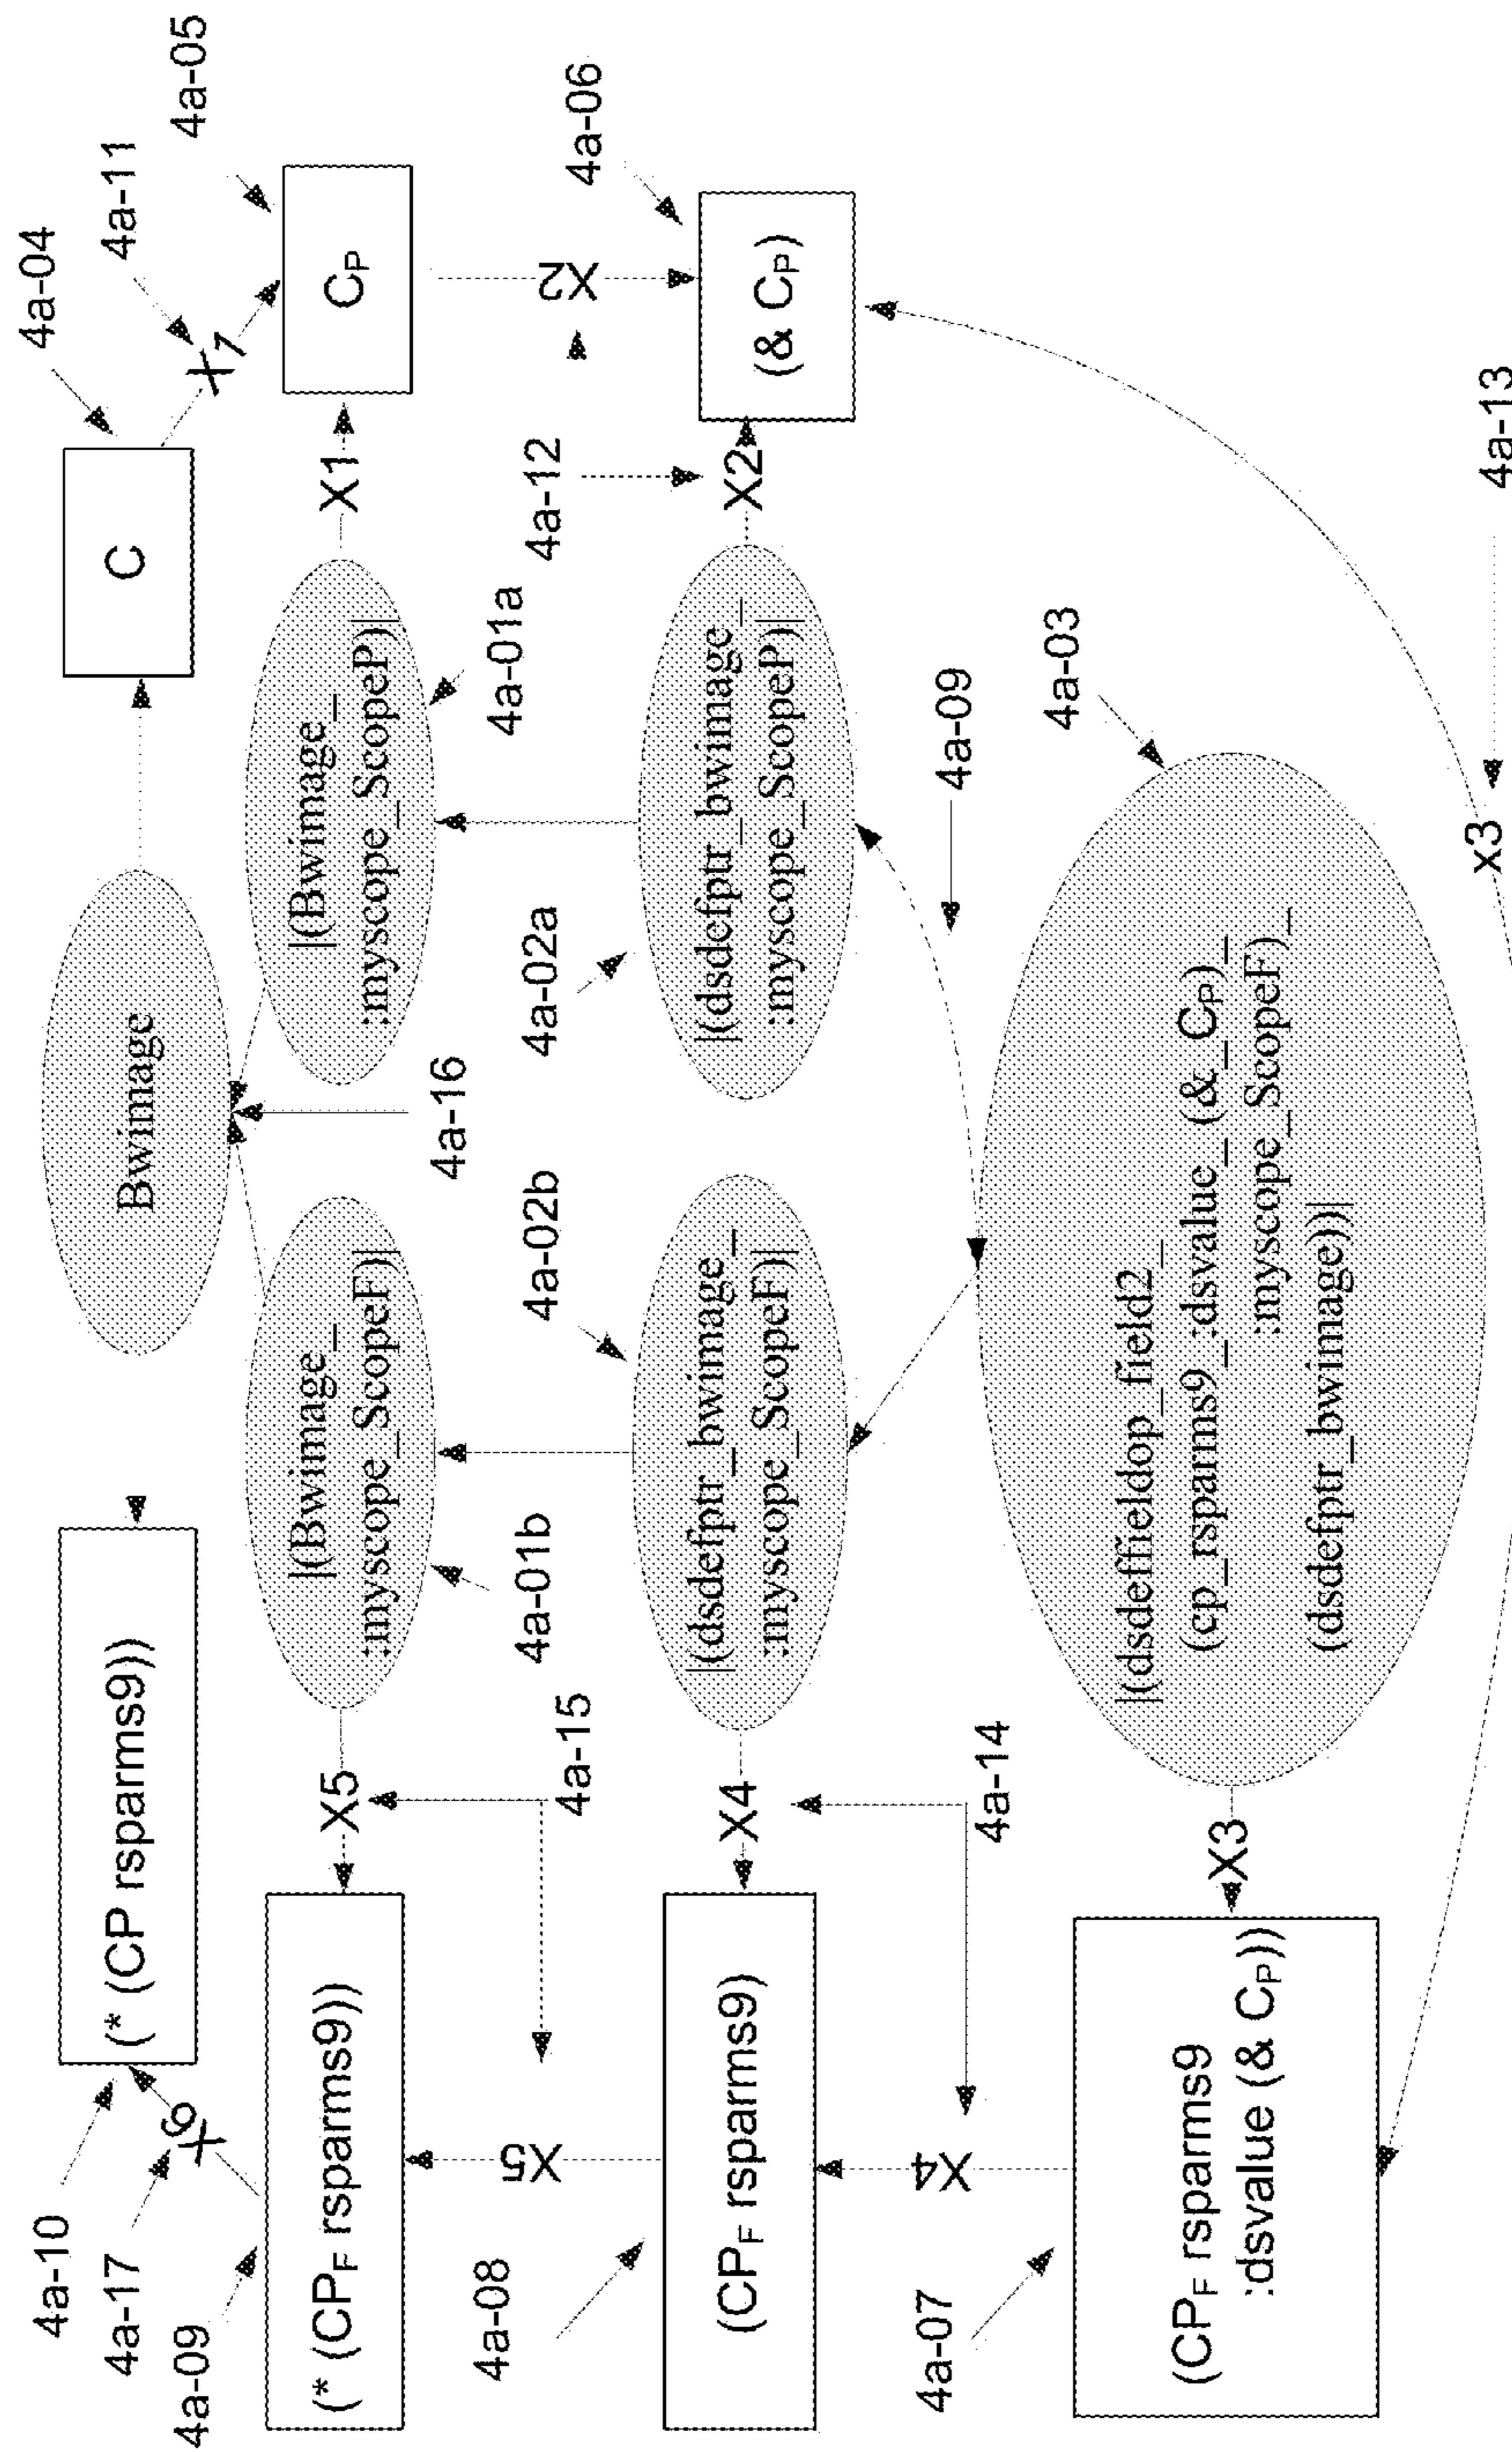 4a-10
4a-04
4a-17
4a-11
(* (CP rsparms9))
Bwimage
C
4a-09
X6
X1
4a-05
(* (CPF rsparms9))
X5
|(Bwimage_
:myscope_ScopeF)|
|(Bwimage_
:myscope_ScopeP)|
X1
CP
4a-16
4a-08
X5
4a-15
4a-01b
4a-02b
4a-02a
4a-01a
4a-12
X2
4a-06
(CPF rsparms9)
X4
|(dsdefptr_bwimage_
:myscope_ScopeF)|
|(dsdefptr_bwimage_
:myscope_ScopeP)|
X2
(& CP)
4a-07
X4
4a-14
4a-09
4a-03
(CPF rsparms9
:dsvalue (& CP))
X3
|(dsdeffieldop_field2_
(cp_rsparms9_:dsvalue_(&_CP)_
:myscope_ScopeF)_
(dsdefptr_bwimage))|
x3
4a-13